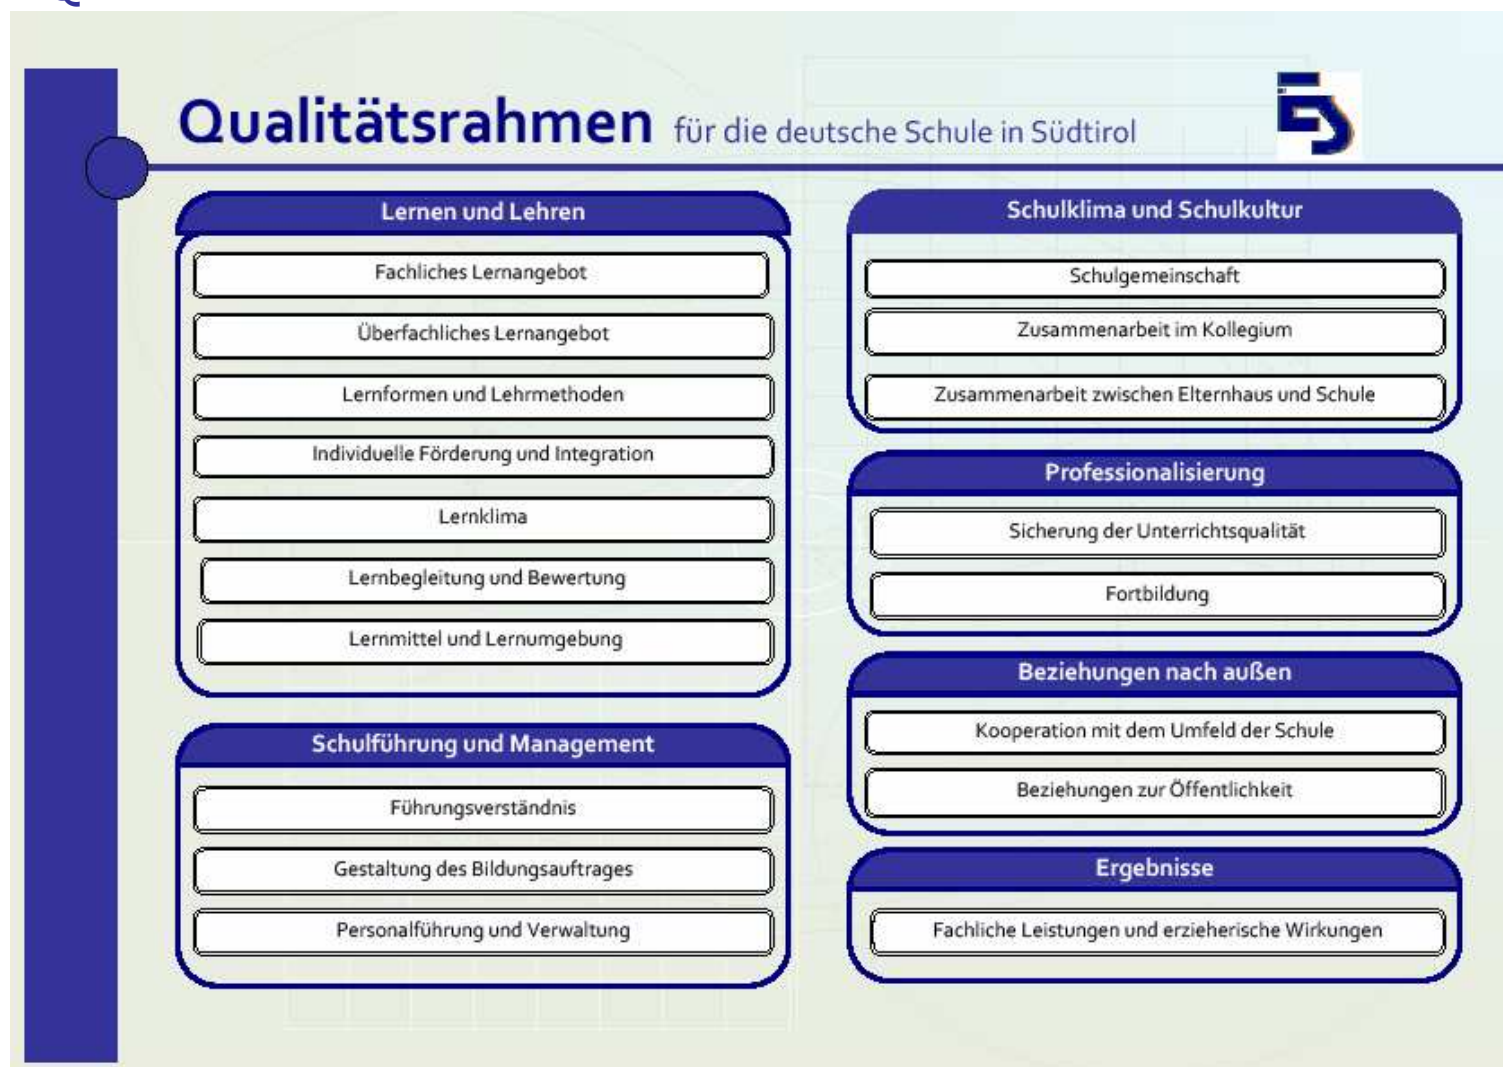 Qualitätsrahmen für die deutsche Schule in Südtirol
Lernen und Lehren
Fachliches Lernangebot
Überfachliches Lernangebot
Lernformen und Lehrmethoden
Individuelle Förderung und Integration
Lernklima
Lernbegleitung und Bewertung
Lernmittel und Lernumgebung
Schulführung und Management
Führungsverständnis
Gestaltung des Bildungsauftrages
Personalführung und Verwaltung
Schulklima und Schulkultur
Schulgemeinschaft
Zusammenarbeit im Kollegium
Zusammenarbeit zwischen Elternhaus und Schule
Professionalisierung
Sicherung der Unterrichtsqualität
Fortbildung
Beziehungen nach außen
Kooperation mit dem Umfeld der Schule
Beziehungen zur Öffentlichkeit
Ergebnisse
Fachliche Leistungen und erzieherische Wirkungen